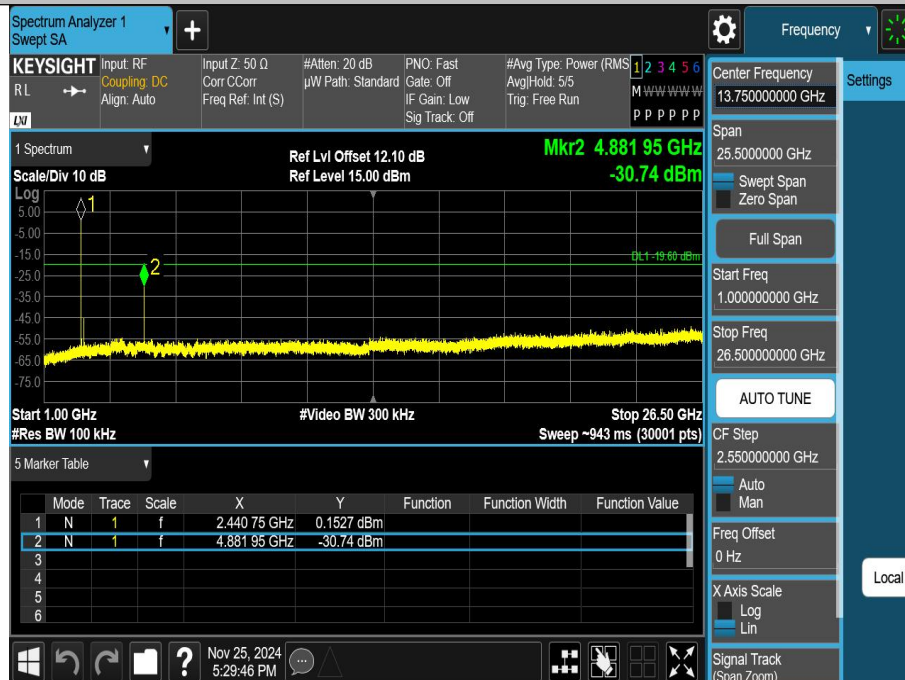 Spectrum Analyzer 1
Swept SA
+
Frequency
KEYSIGHT
RL
LXI
Input: RF
Coupling: DC
Align: Auto
Input Z: 50 Ω
Corr CCorr
Freq Ref: Int (S)
#Atten: 20 dB
µW Path: Standard
PNO: Fast
Gate: Off
IF Gain: Low
Sig Track: Off
#Avg Type: Power (RMS
Avg|Hold: 5/5
Trig: Free Run
1 2 3 4 5 6
M W W W W W
P P P P P P
1 Spectrum
Scale/Div 10 dB
Ref Lvl Offset 12.10 dB
Ref Level 15.00 dBm
Mkr2 4.881 95 GHz
-30.74 dBm
Log
5.00
-5.00
-15.0
-25.0
-35.0
-45.0
-55.0
-65.0
-75.0
1
2
DL1 -19.60 dBm
Start 1.00 GHz
#Video BW 300 kHz
Stop 26.50 GHz
#Res BW 100 kHz
Sweep ~943 ms (30001 pts)
5 Marker Table
Mode Trace Scale X Y Function Function Width Function Value
1 N 1 f 2.440 75 GHz 0.1527 dBm
2 N 1 f 4.881 95 GHz -30.74 dBm
3
4
5
6
Nov 25, 2024
5:29:46 PM
?
Center Frequency
13.750000000 GHz
Settings
Span
25.5000000 GHz
Swept Span
Zero Span
Full Span
Start Freq
1.000000000 GHz
Stop Freq
26.500000000 GHz
AUTO TUNE
CF Step
2.550000000 GHz
Auto
Man
Freq Offset
0 Hz
Local
X Axis Scale
Log
Lin
Signal Track
(Span Zoom)